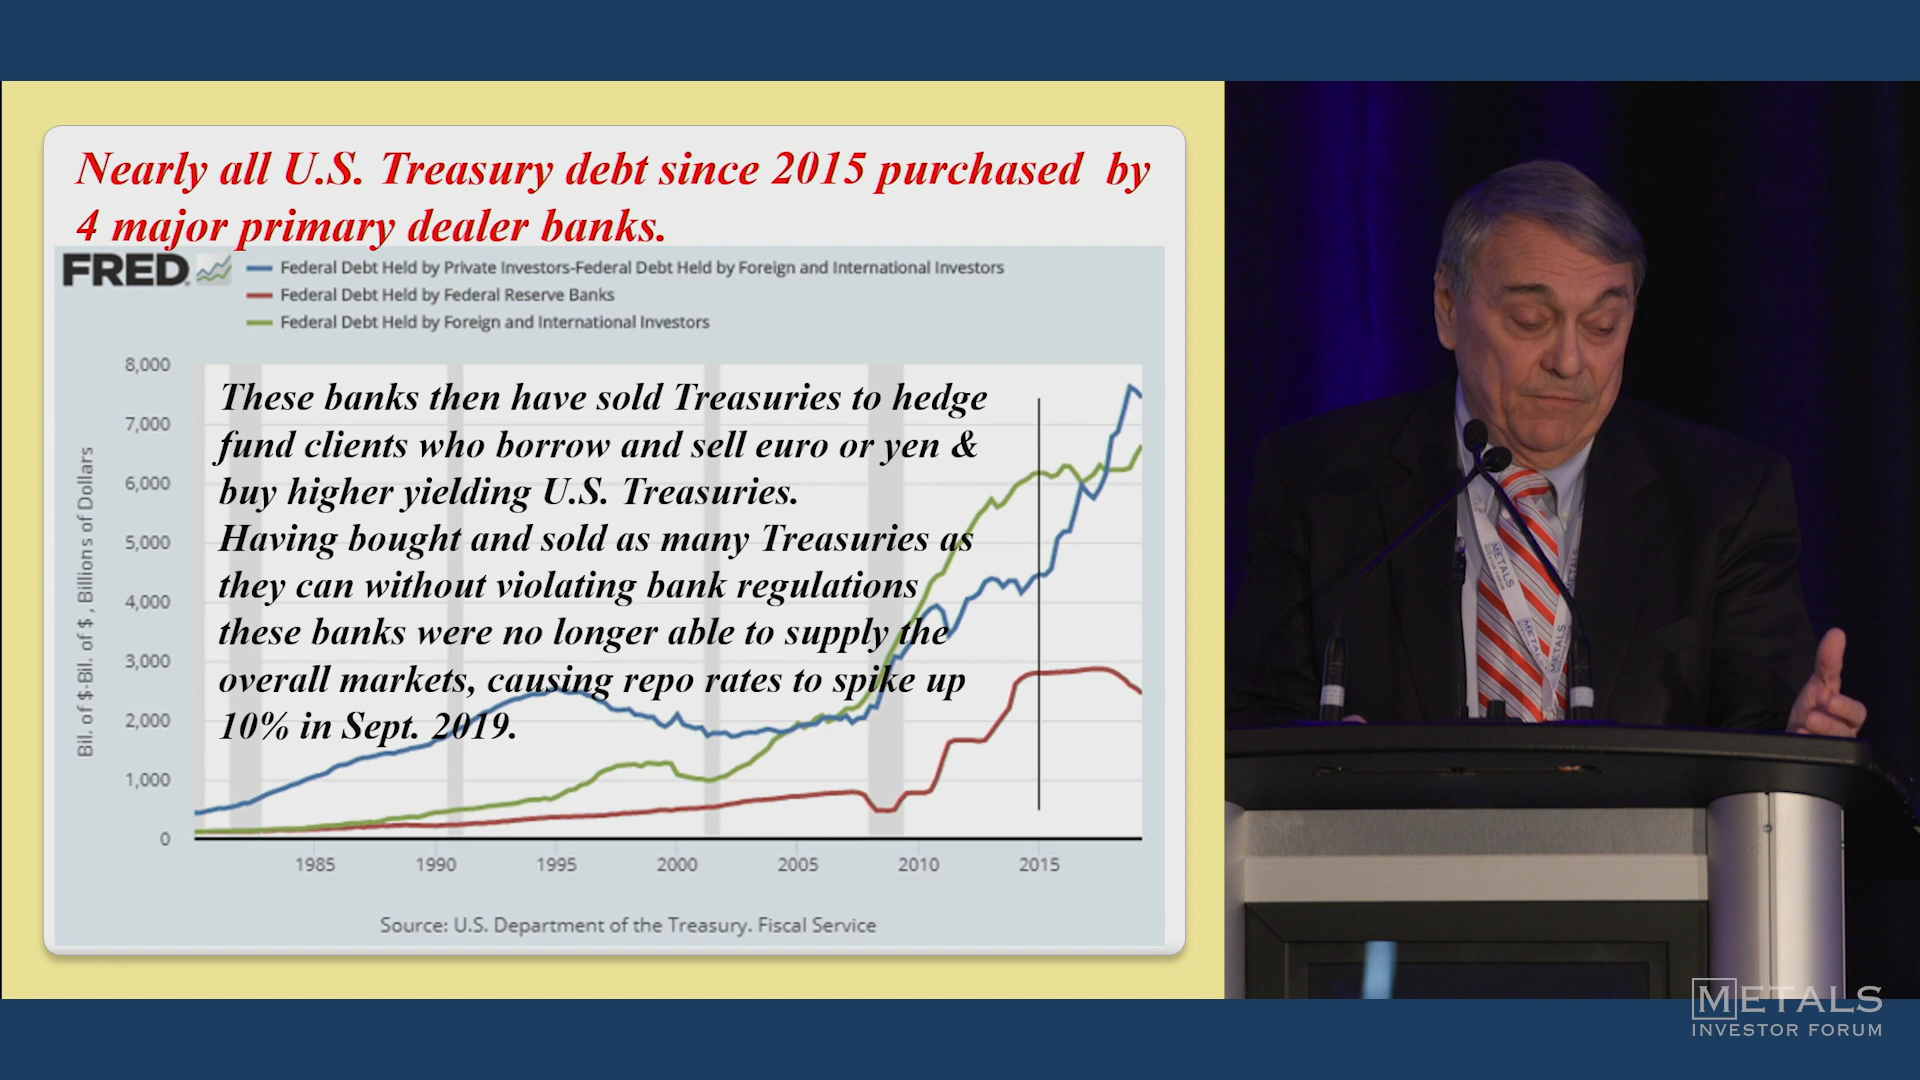 Nearly all U.S. Treasury debt since 2015 purchased by
4 major primary dealer banks.
FRED
Federal Debt Held by Private Investors-Federal Debt Held by Foreign and International Investors
Federal Debt Held by Federal Reserve Banks
Federal Debt Held by Foreign and International Investors
Bil. of $-Bil. of $ , Billions of Dollars
8,000
7,000
6,000
5,000
4,000
3,000
2,000
1,000
0
These banks then have sold Treasuries to hedge
fund clients who borrow and sell euro or yen &
buy higher yielding U.S. Treasuries.
Having bought and sold as many Treasuries as
they can without violating bank regulations
these banks were no longer able to supply the
overall markets, causing repo rates to spike up
10% in Sept. 2019.
1985 1990 1995 2000 2005 2010 2015
Source: U.S. Department of the Treasury. Fiscal Service
METALS
METALS
METALS
INVESTOR FORUM